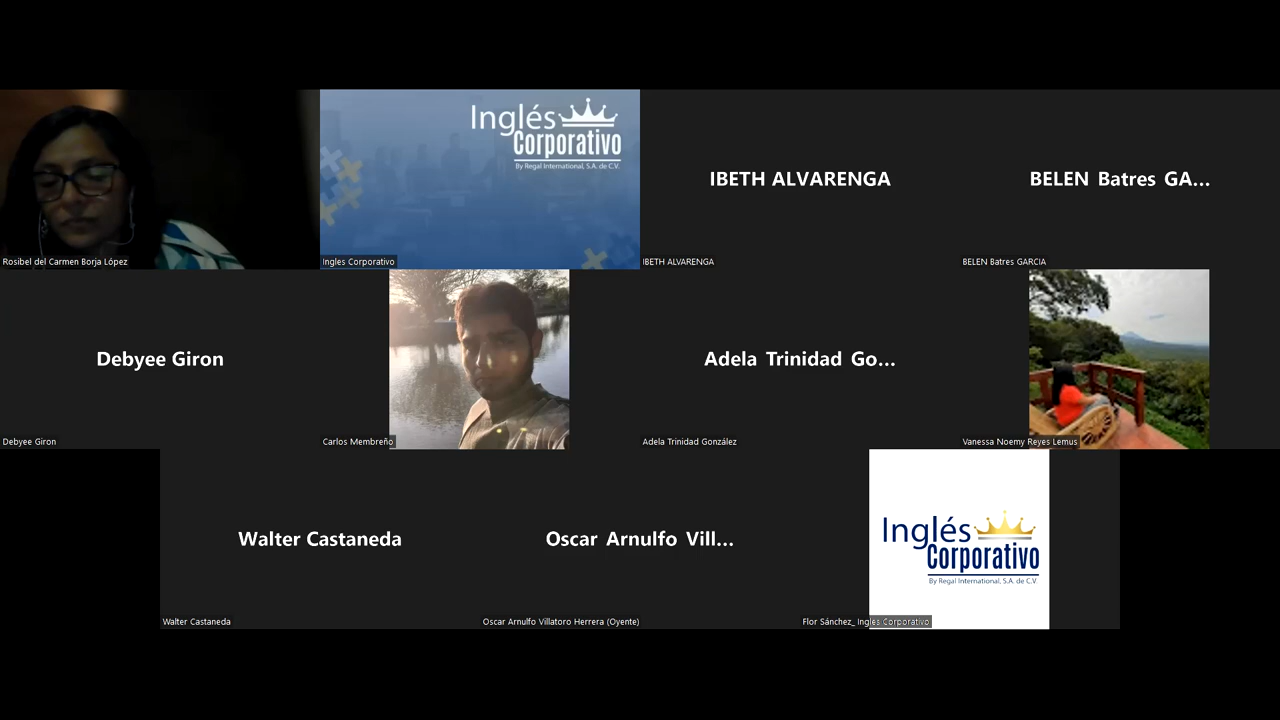 Inglés
Corporativo
By Regal International, S.A. de C.V.
IBETH ALVARENGA
BELEN Batres GA...
Rosibel del Carmen Borja López
Ingles Corporativo
IBETH ALVARENGA
BELEN Batres GARCIA
Debyee Giron
Adela Trinidad Go...
Debyee Giron
Carlos Membreño
Adela Trinidad González
Vanessa Noemy Reyes Lemus
Walter Castaneda
Oscar Arnulfo Vill...
Inglés
Corporativo
By Regal International, S.A. de C.V.
Walter Castaneda
Oscar Arnulfo Villatoro Herrera (Oyente)
Flor Sánchez_ Ingles Corporativo